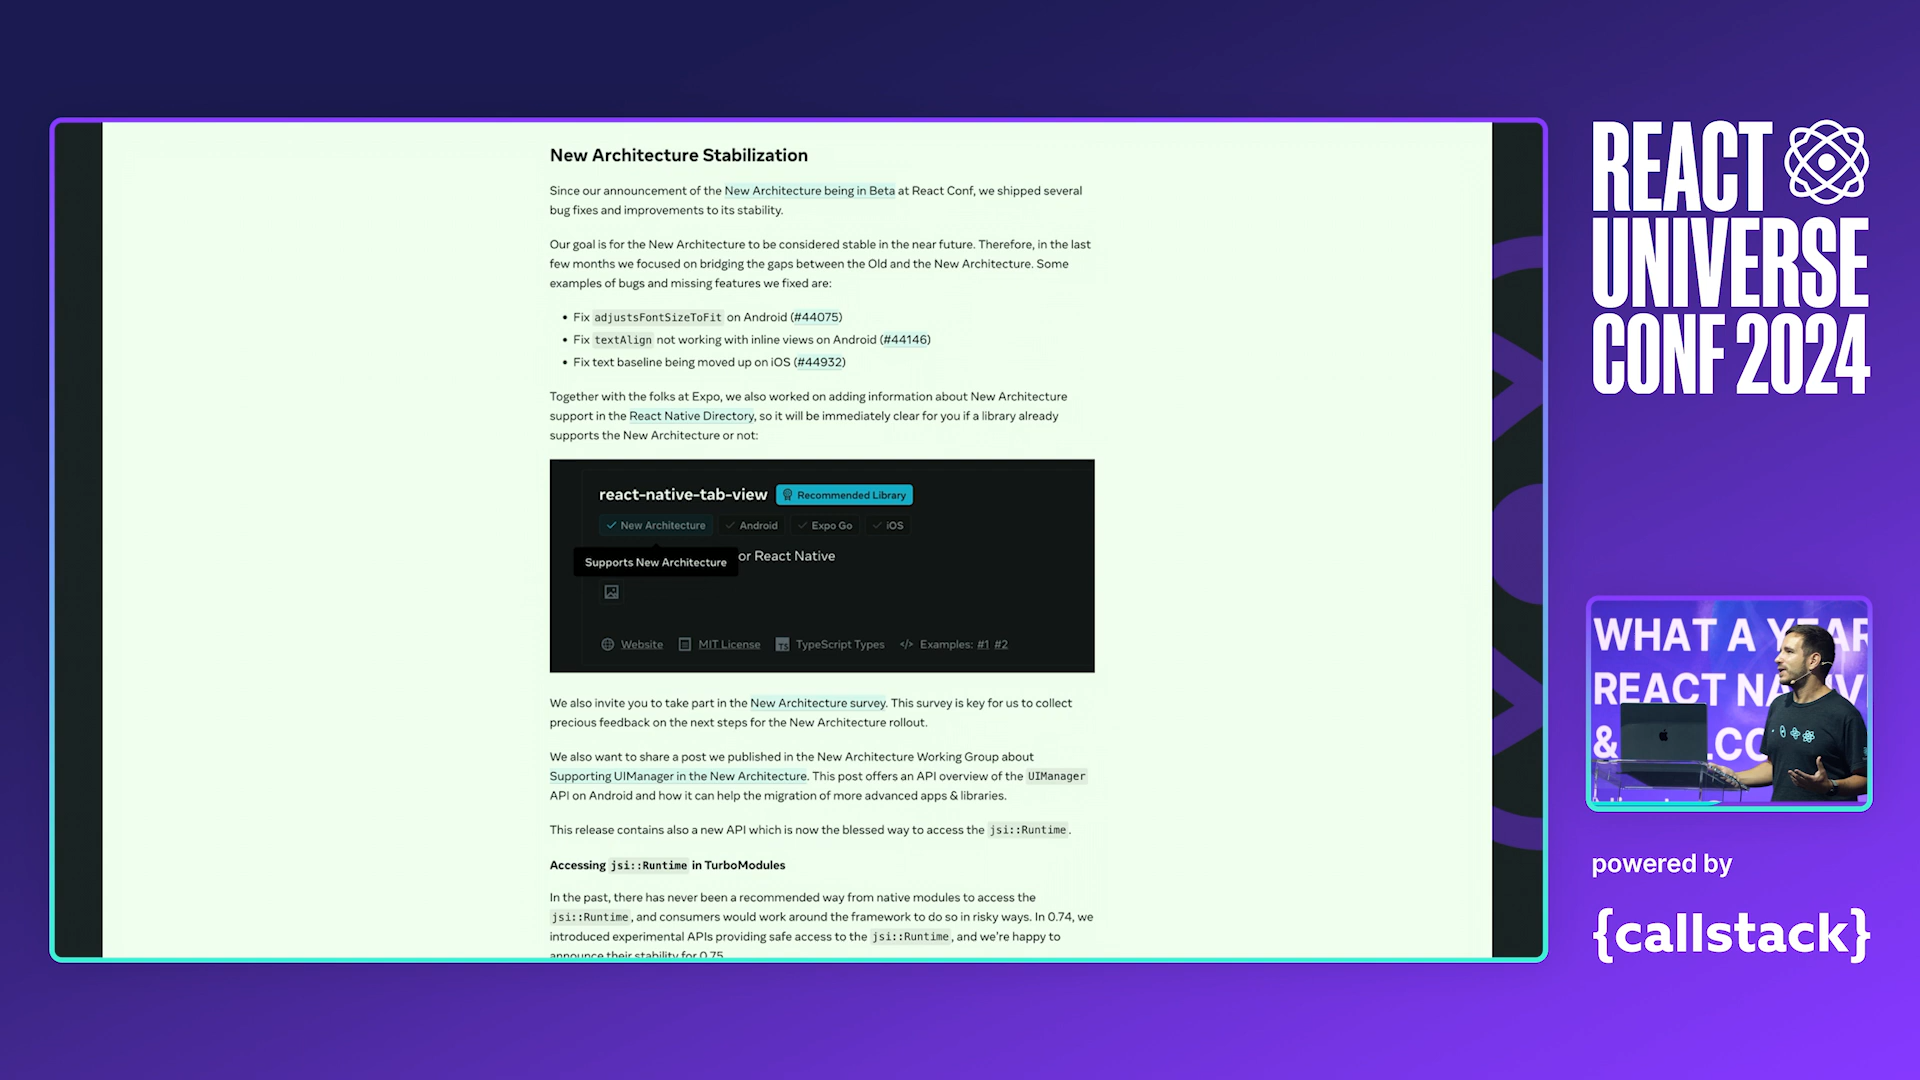 New Architecture Stabilization
Since our announcement of the New Architecture being in Beta at React Conf, we shipped several
bug fixes and improvements to its stability.
Our goal is for the New Architecture to be considered stable in the near future. Therefore, in the last
few months we focused on bridging the gaps between the Old and the New Architecture. Some
examples of bugs and missing features we fixed are:
• Fix adjustsFontSizeToFit on Android (#44075)
• Fix textAlign not working with inline views on Android (#44146)
• Fix text baseline being moved up on iOS (#44932)
Together with the folks at Expo, we also worked on adding information about New Architecture
support in the React Native Directory, so it will be immediately clear for you if a library already
supports the New Architecture or not:
react-native-tab-view Recommended Library
New Architecture Android Expo Go iOS
Supports New Architecture or React Native
Website MIT License TS TypeScript Types </> Examples: #1 #2
We also invite you to take part in the New Architecture survey. This survey is key for us to collect
precious feedback on the next steps for the New Architecture rollout.
We also want to share a post we published in the New Architecture Working Group about
Supporting UIManager in the New Architecture. This post offers an API overview of the UIManager
API on Android and how it can help the migration of more advanced apps & libraries.
This release contains also a new API which is now the blessed way to access the jsi::Runtime.
Accessing jsi::Runtime in TurboModules
In the past, there has never been a recommended way from native modules to access the
jsi::Runtime, and consumers would work around the framework to do so in risky ways. In 0.74, we
introduced experimental APIs providing safe access to the jsi::Runtime, and we're happy to
announce their stability for 0.75
REACT
UNIVERSE
CONF 2024
WHAT A YEAR
REACT NATIV
&
powered by
{callstack}